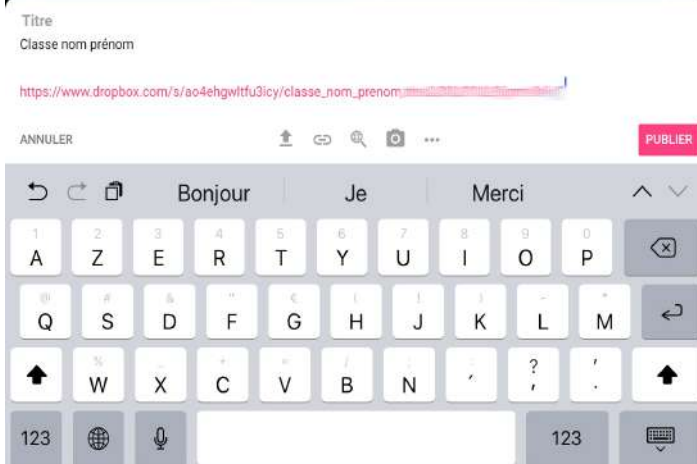 Titre
Classe nom prénom
https://www.dropbox.com/s/ao4ehgwltfu3icy/classe_nom_prenom
ANNULER
PUBLIER
Bonjour Je Merci
1 2 3 4 5 6 7 8 9 0
A Z E R T Y U I O P
@ # & " € ( ! ) - *
Q S D F G H J K L M
% _ + = / ; : ? '
W X C V B N ´ , .
123 123